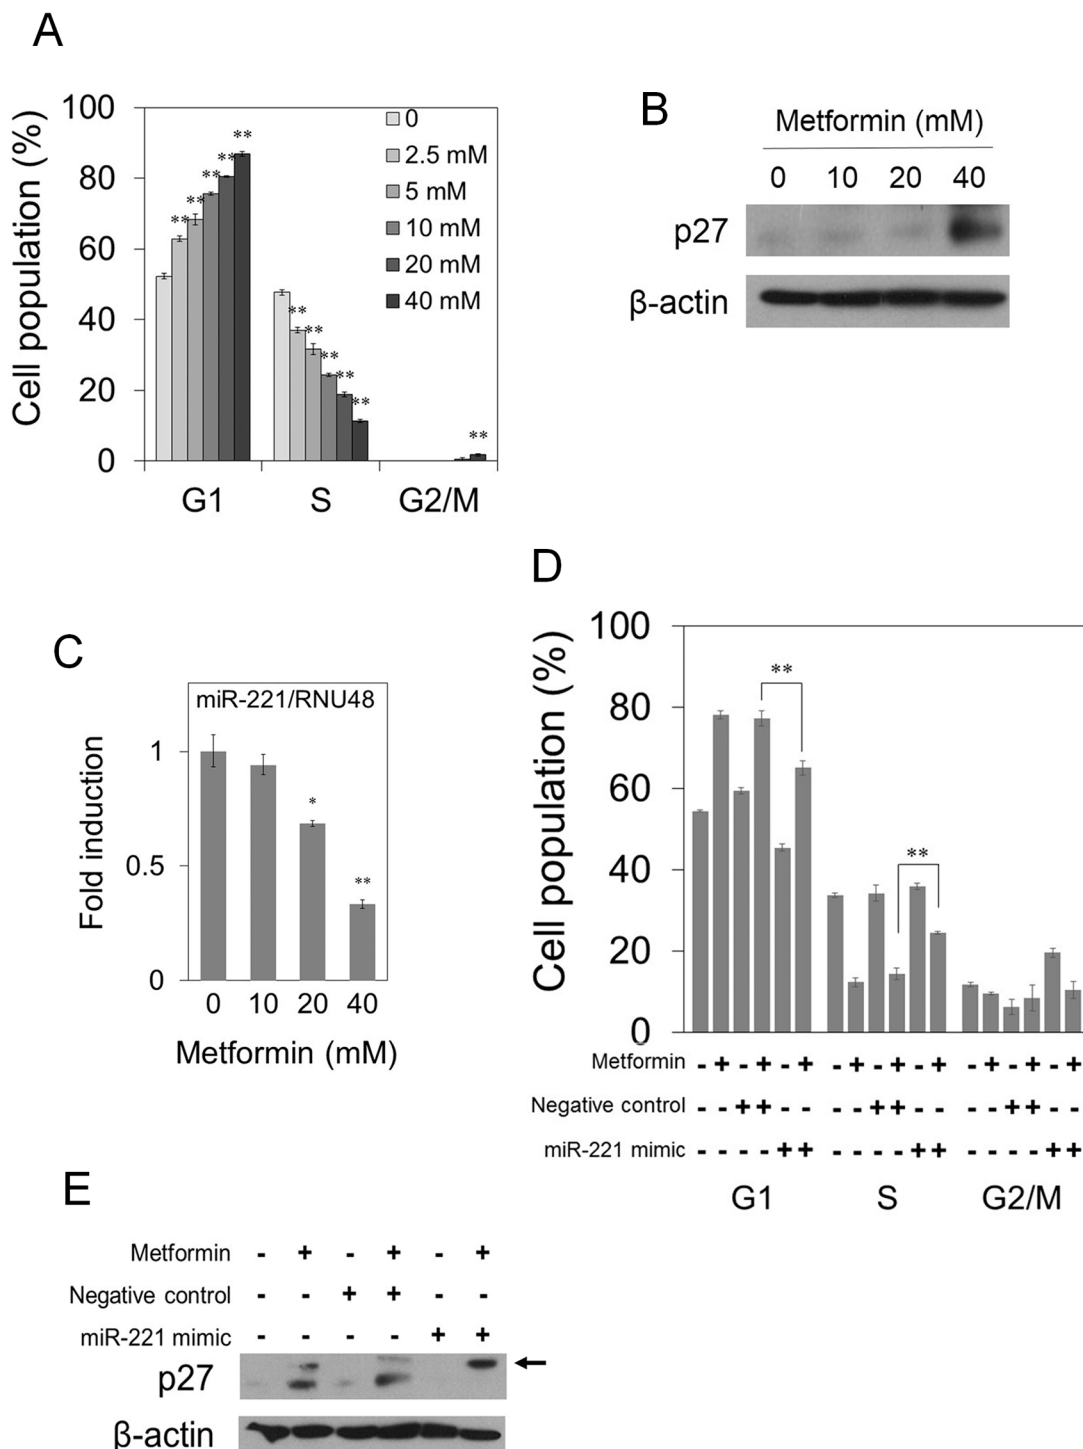 A
Cell population (%)
100
80
60
40
20
0
** ** ** ** **
** ** ** ** **
**
0
2.5 mM
5 mM
10 mM
20 mM
40 mM
G1 S G2/M
B
Metformin (mM)
0 10 20 40
p27
β-actin
C
miR-221/RNU48
Fold induction
1
0.5
0
*
**
0 10 20 40
Metformin (mM)
D
Cell population (%)
100
80
60
40
20
0
**
**
Metformin - + - + - + - + - + - + - + - + - +
Negative control - - + + - - - - + + - - - - + + - -
miR-221 mimic - - - - + + - - - - + + - - - - + +
G1 S G2/M
E
Metformin - + - + - +
Negative control - - + + - -
miR-221 mimic - - - - + +
p27
β-actin